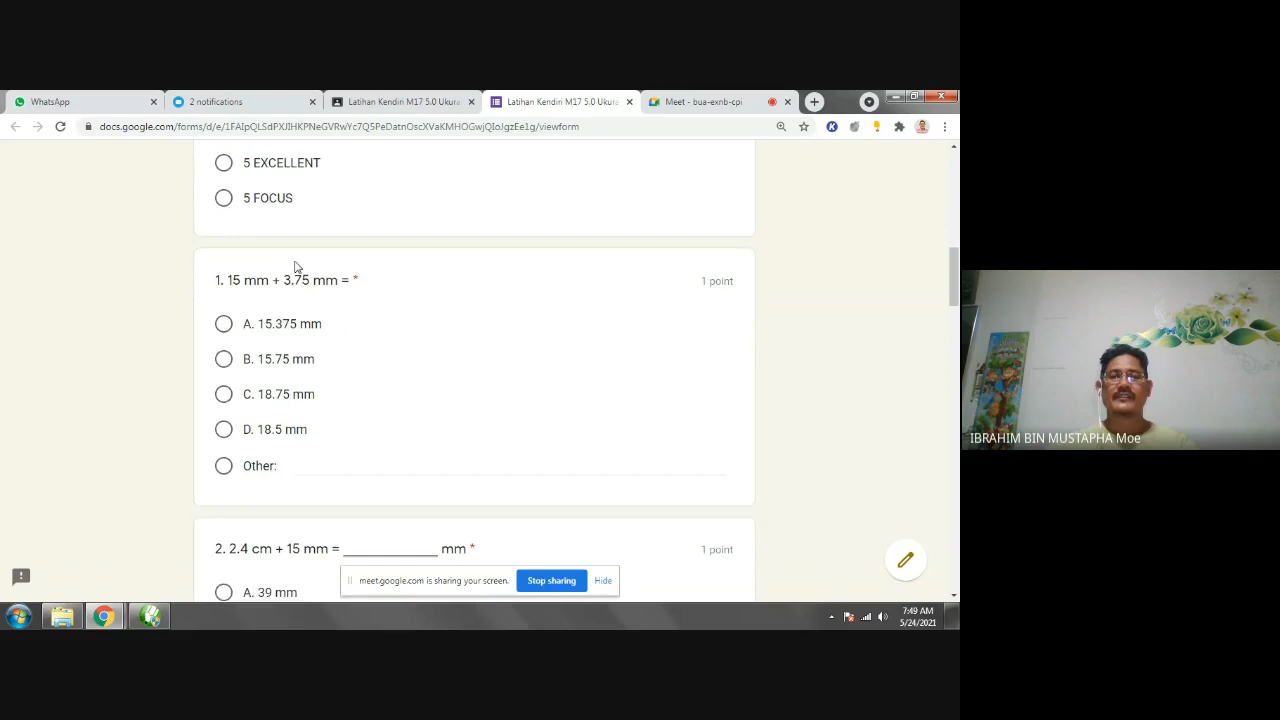 WhatsApp
2 notifications
Latihan Kendiri M17 5.0 Ukura
Latihan Kendiri M17 5.0 Ukura
Meet - bua-exnb-cpi
docs.google.com/forms/d/e/1FAIpQLSdPXJIHKPNeGVRwYc7Q5PeDatnOscXVaKMHOGwjQIoJgzEe1g/viewform
5 EXCELLENT
5 FOCUS
1. 15 mm + 3.75 mm = *
1 point
A. 15.375 mm
B. 15.75 mm
C. 18.75 mm
D. 18.5 mm
Other:
2. 2.4 cm + 15 mm = ______________ mm *
1 point
A. 39 mm
meet.google.com is sharing your screen.
Stop sharing
Hide
7:49 AM
5/24/2021
IBRAHIM BIN MUSTAPHA Moe